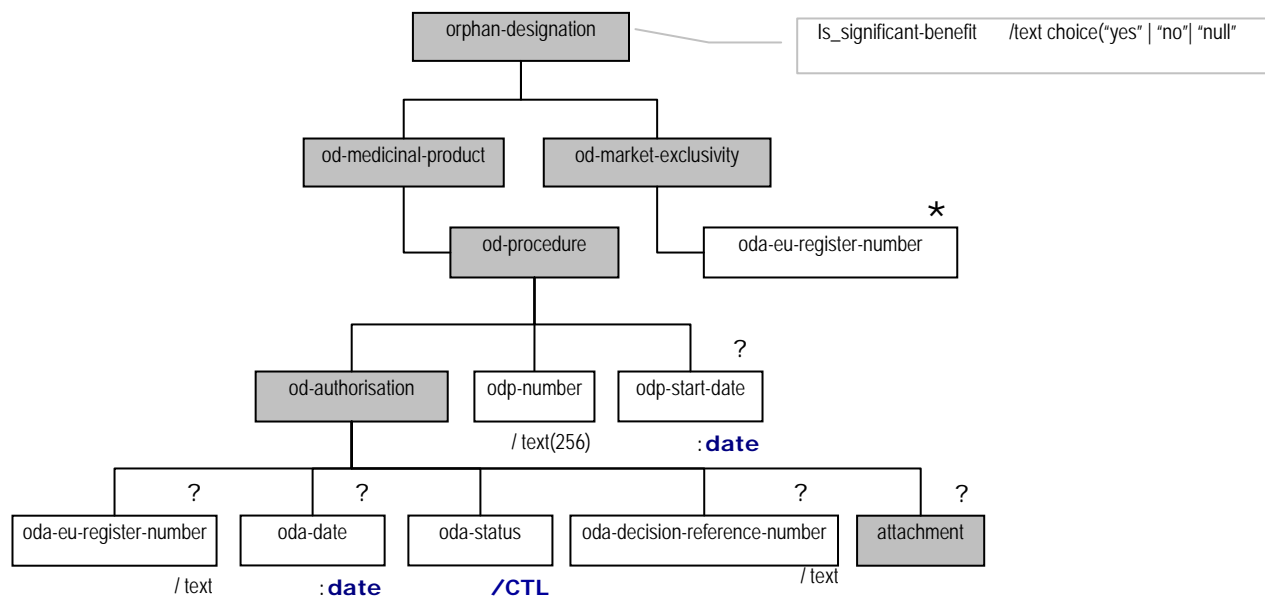 orphan-designation
Is_significant-benefit /text choice(“yes” | “no”| “null”
od-medicinal-product
od-market-exclusivity
*
od-procedure
oda-eu-register-number
?
od-authorisation
odp-number
odp-start-date
/ text(256)
:date
?
?
?
?
oda-eu-register-number
oda-date
oda-status
oda-decision-reference-number
attachment
/ text
:date
/CTL
/ text